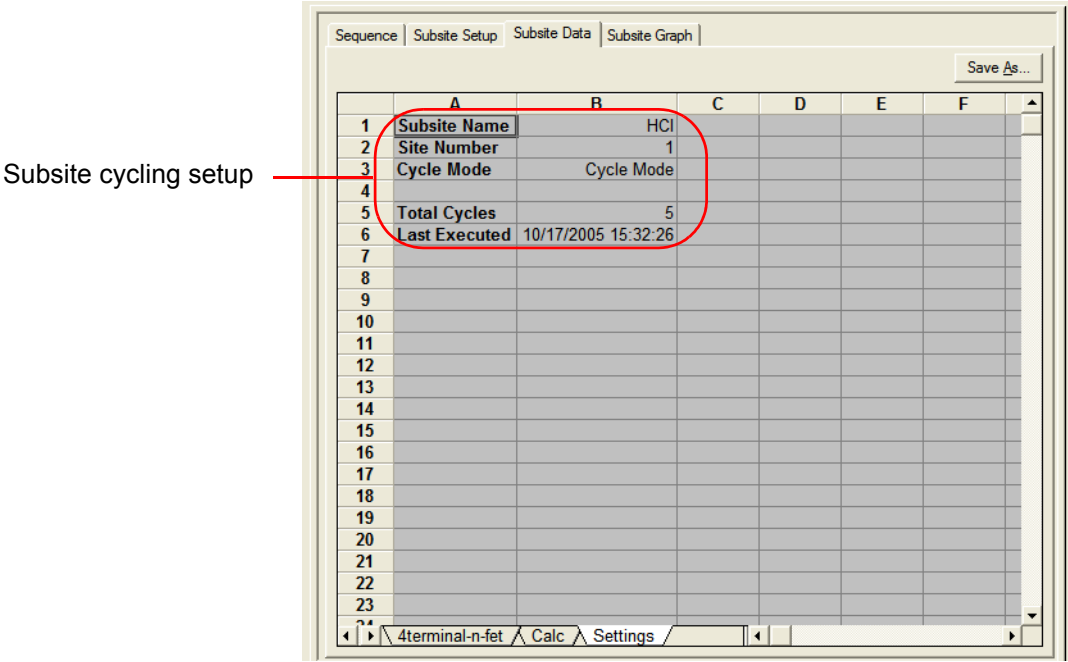 Sequence Subsite Setup Subsite Data Subsite Graph
Save As...
A B C D E F
1 Subsite Name HCI
2 Site Number 1
Subsite cycling setup
3 Cycle Mode Cycle Mode
4
5 Total Cycles 5
6 Last Executed 10/17/2005 15:32:26
7
8
9
10
11
12
13
14
15
16
17
18
19
20
21
22
23
24
4terminal-n-fet Calc Settings